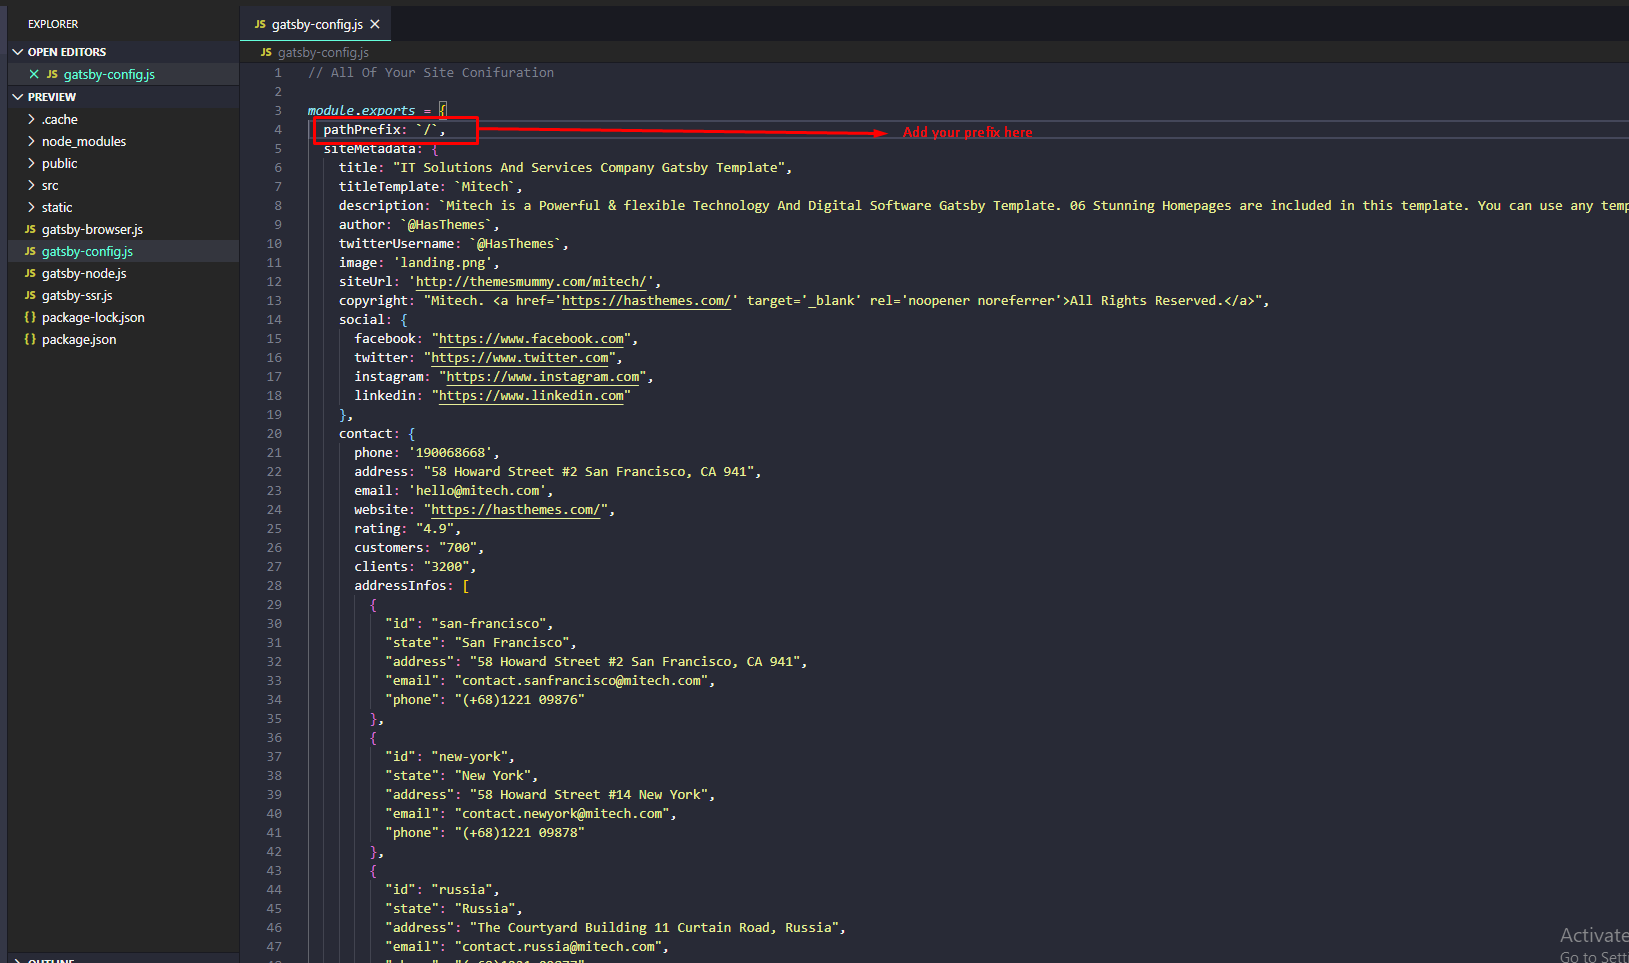 EXPLORER
OPEN EDITORS
JS gatsby-config.js
PREVIEW
.cache
node_modules
public
src
static
JS gatsby-browser.js
JS gatsby-config.js
JS gatsby-node.js
JS gatsby-ssr.js
{} package-lock.json
{} package.json
OUTLINE
JS gatsby-config.js
JS gatsby-config.js
1 // All Of Your Site Conifuration
2
3 module.exports = {
4 pathPrefix: `/`,
Add your prefix here
5 siteMetadata: {
6 title: "IT Solutions And Services Company Gatsby Template",
7 titleTemplate: `Mitech`,
8 description: `Mitech is a Powerful & flexible Technology And Digital Software Gatsby Template. 06 Stunning Homepages are included in this template. You can use any temp
9 author: `@HasThemes`,
10 twitterUsername: `@HasThemes`,
11 image: 'landing.png',
12 siteUrl: 'http://themesmummy.com/mitech/',
13 copyright: "Mitech. <a href='https://hasthemes.com/' target='_blank' rel='noopener noreferrer'>All Rights Reserved.</a>",
14 social: {
15 facebook: "https://www.facebook.com",
16 twitter: "https://www.twitter.com",
17 instagram: "https://www.instagram.com",
18 linkedin: "https://www.linkedin.com"
19 },
20 contact: {
21 phone: '190068668',
22 address: "58 Howard Street #2 San Francisco, CA 941",
23 email: 'hello@mitech.com',
24 website: "https://hasthemes.com/",
25 rating: "4.9",
26 customers: "700",
27 clients: "3200",
28 addressInfos: [
29 {
30 "id": "san-francisco",
31 "state": "San Francisco",
32 "address": "58 Howard Street #2 San Francisco, CA 941",
33 "email": "contact.sanfrancisco@mitech.com",
34 "phone": "(+68)1221 09876"
35 },
36 {
37 "id": "new-york",
38 "state": "New York",
39 "address": "58 Howard Street #14 New York",
40 "email": "contact.newyork@mitech.com",
41 "phone": "(+68)1221 09878"
42 },
43 {
44 "id": "russia",
45 "state": "Russia",
46 "address": "The Courtyard Building 11 Curtain Road, Russia",
47 "email": "contact.russia@mitech.com",
Activate
Go to Sett